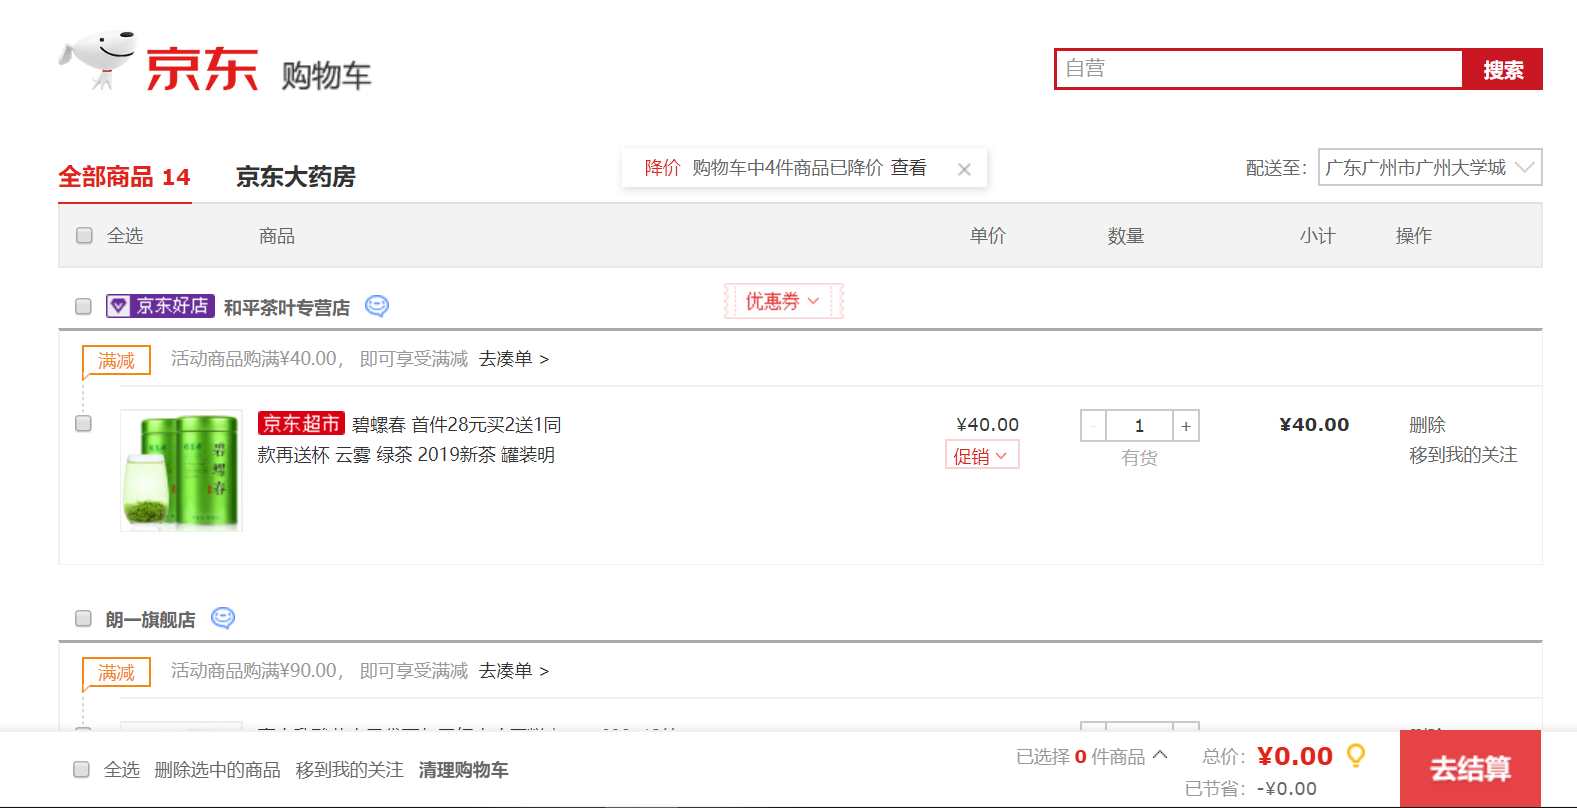 京东 购物车
自营 搜索
全部商品 14 京东大药房
降价 购物车中4件商品已降价 查看
配送至： 广东广州市广州大学城
全选 商品 单价 数量 小计 操作
京东好店 和平茶叶专营店 优惠券
满减 活动商品购满¥40.00， 即可享受满减 去凑单 >
京东超市 碧螺春 首件28元买2送1同 ¥40.00 - 1 + ¥40.00 删除
款再送杯 云雾 绿茶 2019新茶 罐装明 促销 有货 移到我的关注
碧螺春
朗一旗舰店
满减 活动商品购满¥90.00， 即可享受满减 去凑单 >
全选 删除选中的商品 移到我的关注 清理购物车 已选择 0 件商品 总价： ¥0.00 去结算
已节省： -¥0.00